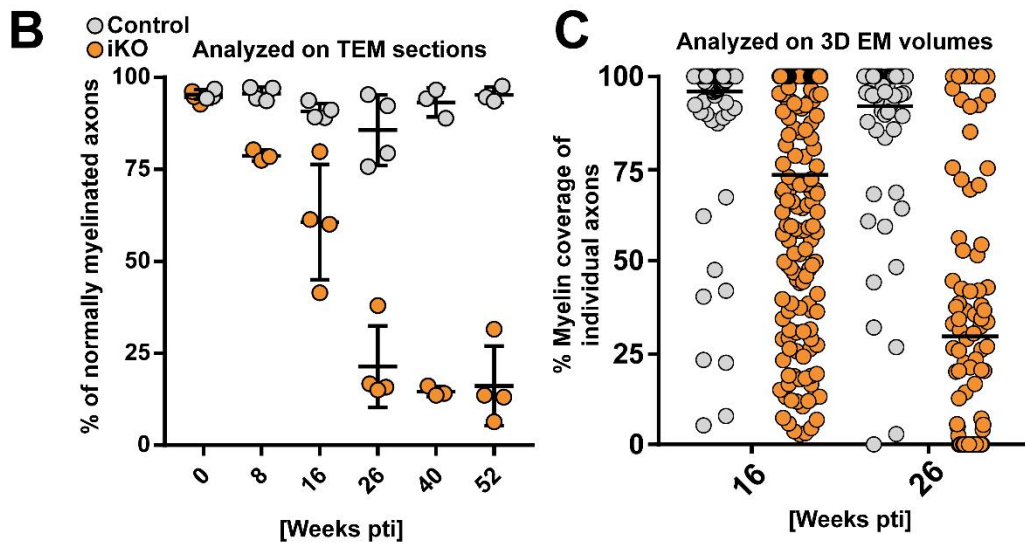 B
Control
iKO
Analyzed on TEM sections
% of normally myelinated axons
100
75
50
25
0
0
8
16
26
40
52
[Weeks pti]
C
Analyzed on 3D EM volumes
% Myelin coverage of
individual axons
100
75
50
25
0
16
26
[Weeks pti]